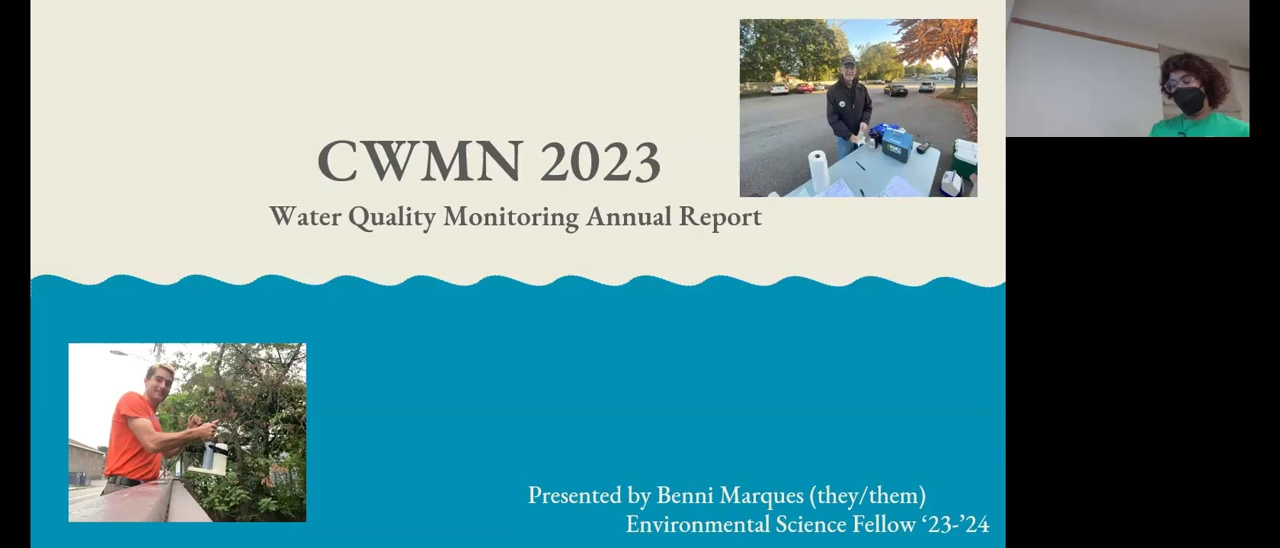 CWMN 2023
Water Quality Monitoring Annual Report
Presented by Benni Marques (they/them)
Environmental Science Fellow ‘23-’24